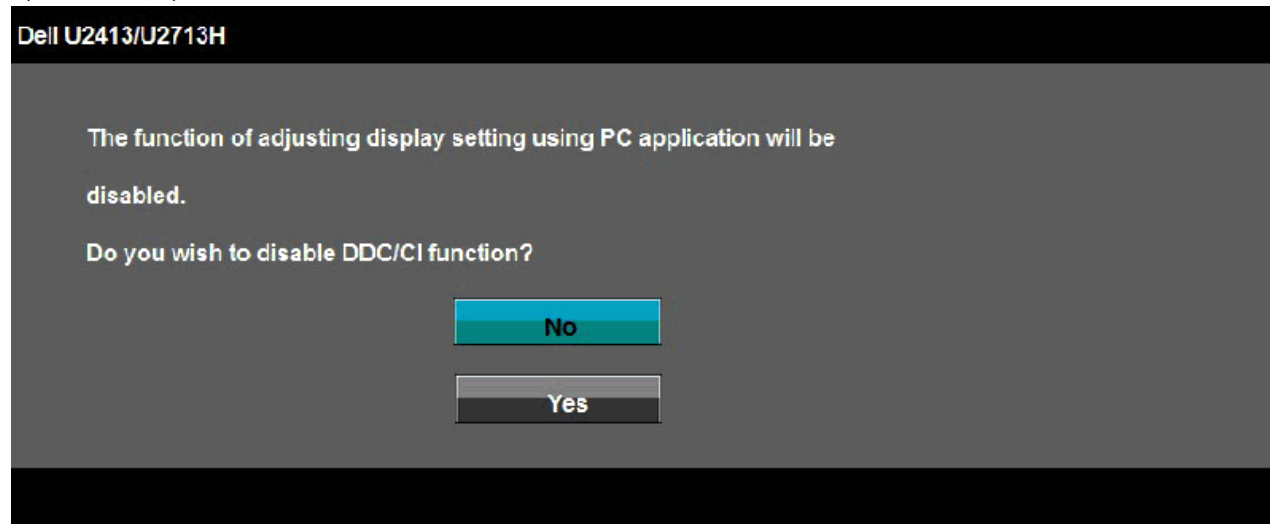 Dell U2413/U2713H
The function of adjusting display setting using PC application will be
disabled.
Do you wish to disable DDC/CI function?
No
Yes